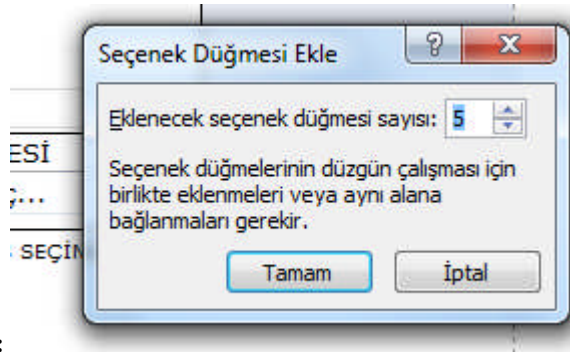 Seçenek Düğmesi Ekle
Eklenecek seçenek düğmesi sayısı: 5
ESİ
Ç...
SEÇİN
Seçenek düğmelerinin düzgün çalışması için
birlikte eklenmeleri veya aynı alana
bağlanmaları gerekir.
Tamam İptal
: